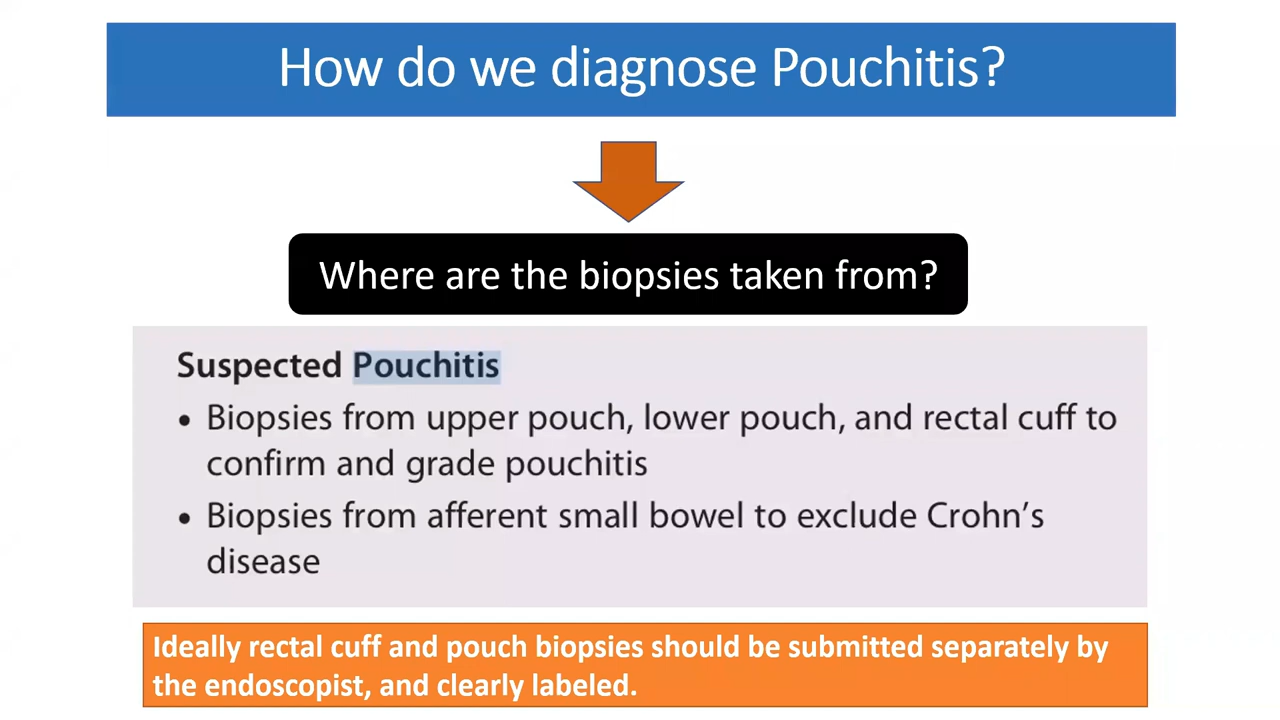 How do we diagnose Pouchitis?
Where are the biopsies taken from?
Suspected Pouchitis
• Biopsies from upper pouch, lower pouch, and rectal cuff to
confirm and grade pouchitis
• Biopsies from afferent small bowel to exclude Crohn’s
disease
Ideally rectal cuff and pouch biopsies should be submitted separately by
the endoscopist, and clearly labeled.